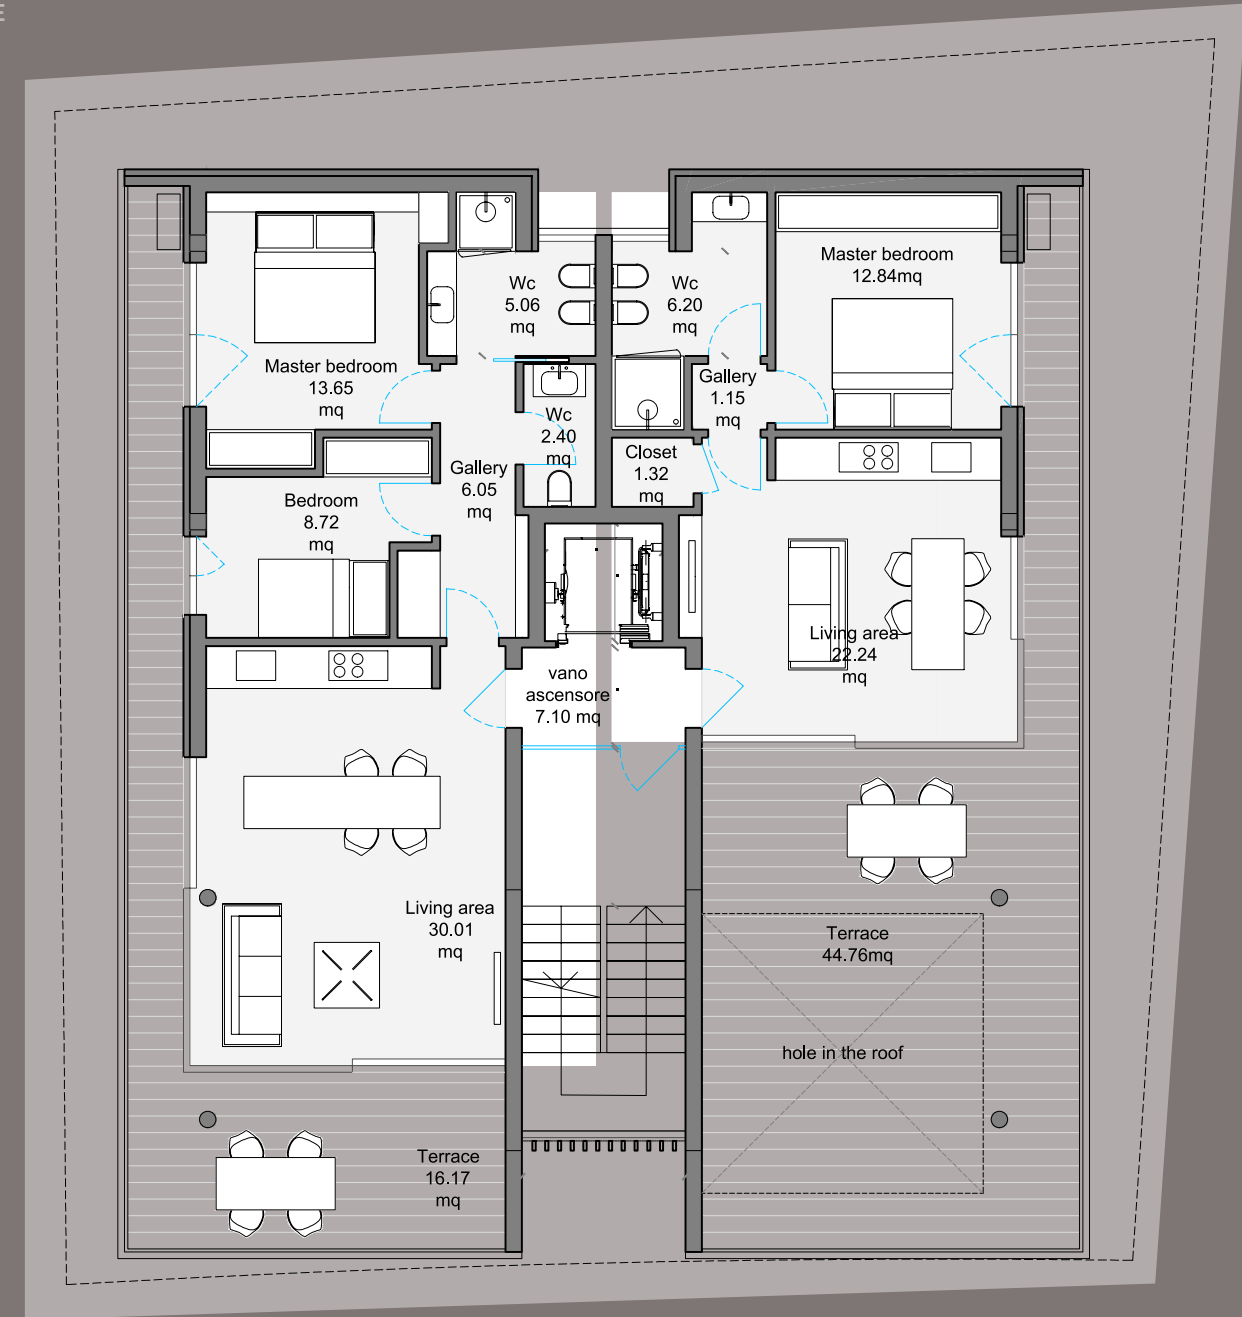 E
Master bedroom
12.84mq
Wc
5.06
mq
Wc
6.20
mq
Master bedroom
13.65
mq
Gallery
1.15
mq
Wc
2.40
mq
Closet
1.32
mq
Gallery
6.05
mq
Bedroom
8.72
mq
Living area
22.24
mq
vano
ascensore
7.10 mq
Living area
30.01
mq
Terrace
44.76mq
hole in the roof
Terrace
16.17
mq